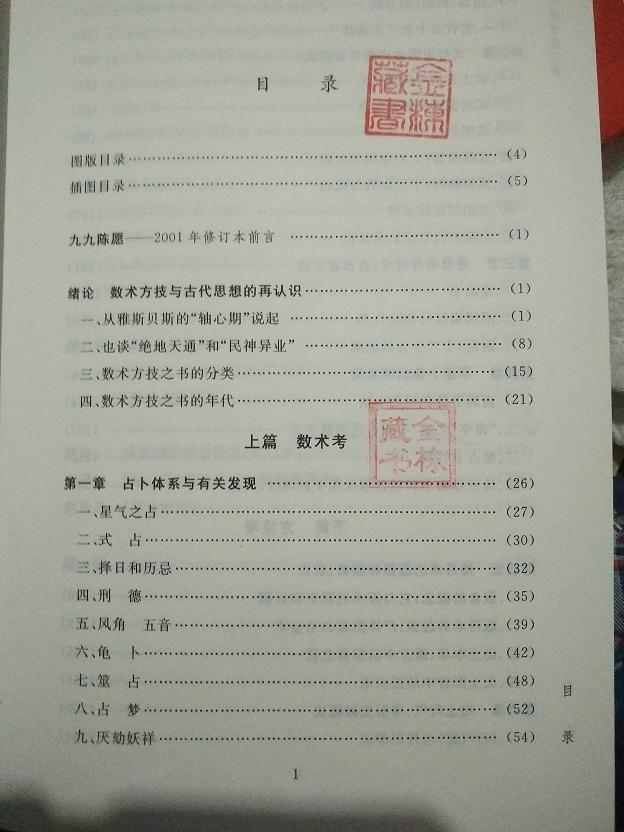 目 录
金栋藏书
图版目录……(4)
插图目录……(5)
九九陈愿——2001年修订本前言……(1)
绪论 数术方技与古代思想的再认识……(1)
一、从雅斯贝斯的“轴心期”说起……(1)
二、也谈“绝地天通”和“民神异业”……(8)
三、数术方技之书的分类……(15)
四、数术方技之书的年代……(21)
金栋藏书
上篇 数术考
第一章 占卜体系与有关发现……(26)
一、星气之占……(27)
二、式 占……(30)
三、择日和历忌……(32)
四、刑 德……(35)
五、风角 五音……(39)
六、龟 卜……(42)
七、筮 占……(48)
八、占 梦……(52)
九、厌劾妖祥……(54)
目录
1